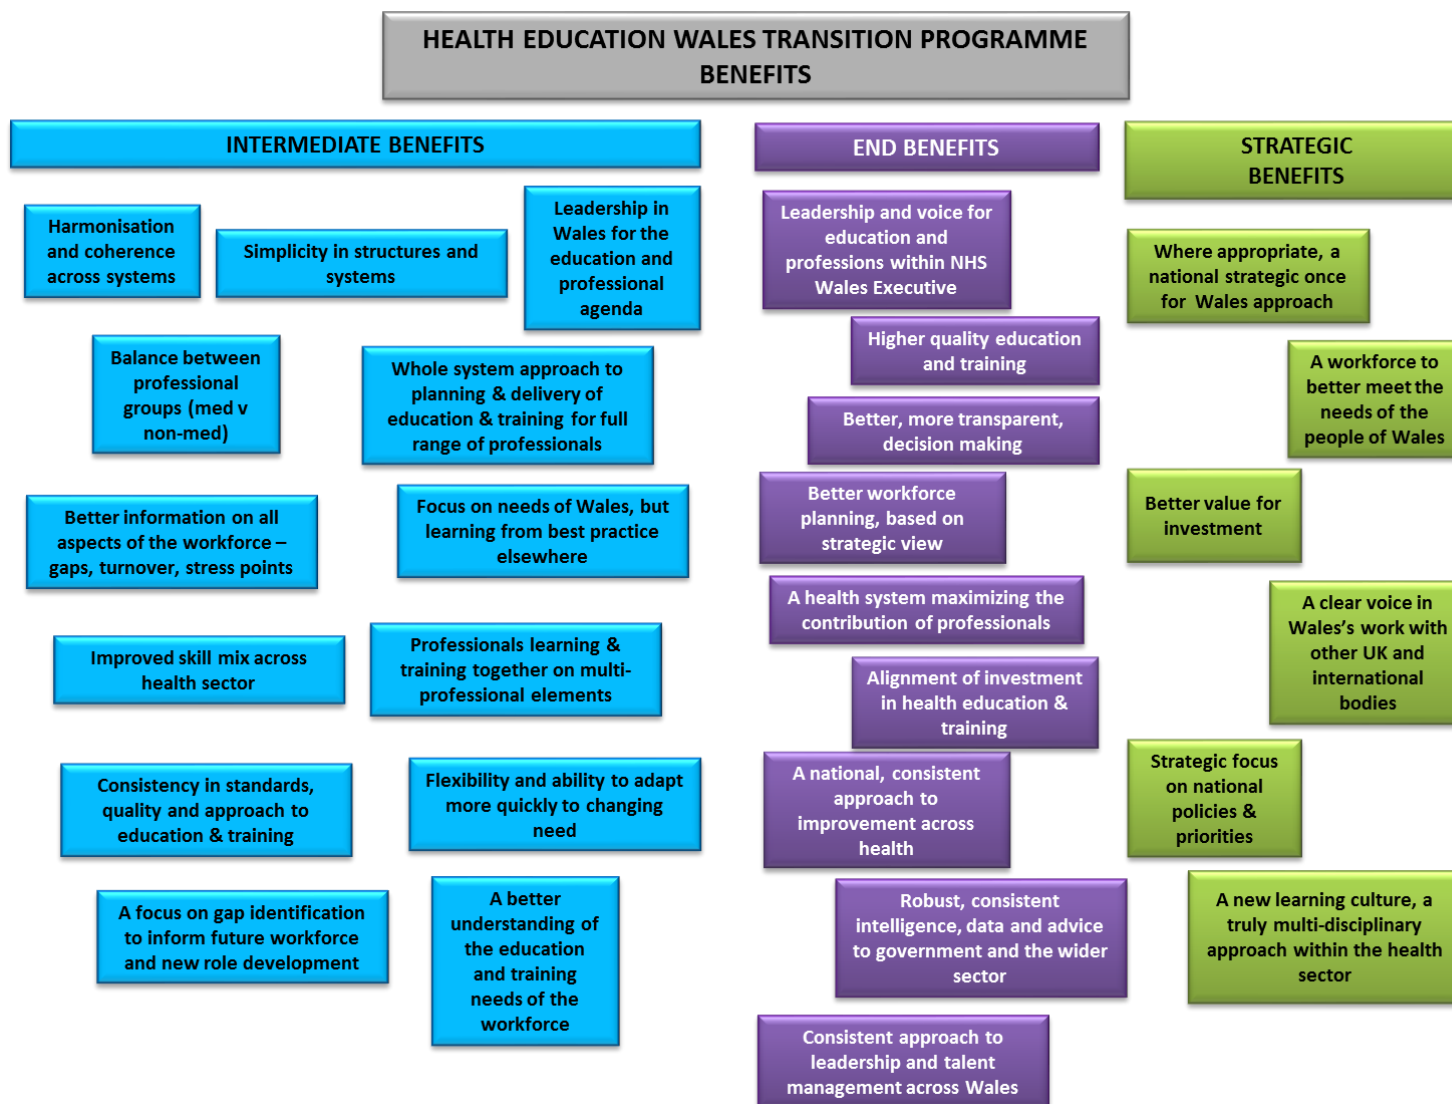 HEALTH EDUCATION WALES TRANSITION PROGRAMME
BENEFITS
INTERMEDIATE BENEFITS
Harmonisation
and coherence
across systems
Simplicity in structures and
systems
Leadership in
Wales for the
education and
professional
agenda
Balance between
professional
groups (med v
non-med)
Whole system approach to
planning & delivery of
education & training for full
range of professionals
Better information on all
aspects of the workforce –
gaps, turnover, stress points
Focus on needs of Wales, but
learning from best practice
elsewhere
Improved skill mix across
health sector
Professionals learning &
training together on multi-
professional elements
Consistency in standards,
quality and approach to
education & training
Flexibility and ability to adapt
more quickly to changing
need
A focus on gap identification
to inform future workforce
and new role development
A better
understanding of
the education
and training
needs of the
workforce
END BENEFITS
Leadership and voice for
education and
professions within NHS
Wales Executive
Higher quality education
and training
Better, more transparent,
decision making
Better workforce
planning, based on
strategic view
A health system maximizing the
contribution of professionals
Alignment of investment
in health education &
training
A national, consistent
approach to
improvement across
health
Robust, consistent
intelligence, data and advice
to government and the wider
sector
Consistent approach to
leadership and talent
management across Wales
STRATEGIC
BENEFITS
Where appropriate, a
national strategic once
for Wales approach
A workforce to
better meet the
needs of the
people of Wales
Better value for
investment
A clear voice in
Wales's work with
other UK and
international
bodies
Strategic focus
on national
policies &
priorities
A new learning culture, a
truly multi-disciplinary
approach within the health
sector